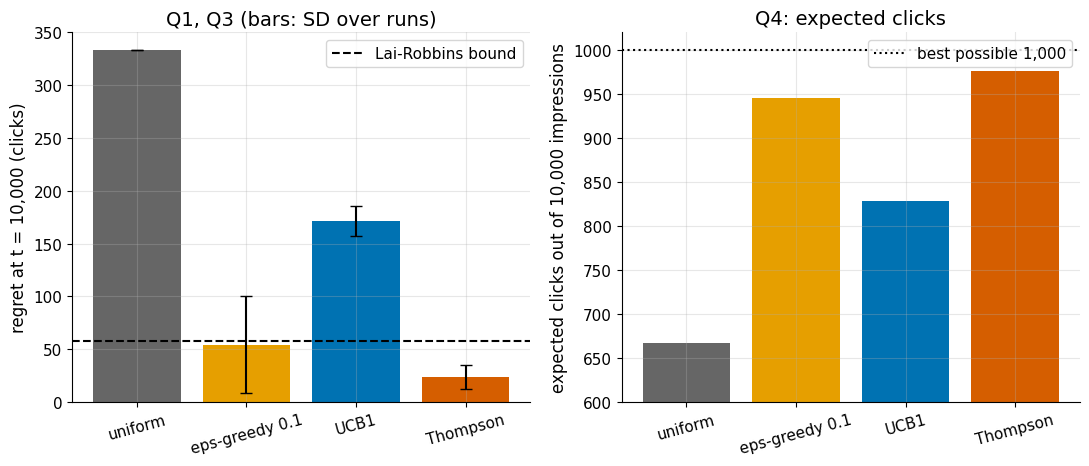 Q1, Q3 (bars: SD over runs)
regret at t = 10,000 (clicks)
350
300
250
200
150
100
50
0
Lai-Robbins bound
uniform
eps-greedy 0.1
UCB1
Thompson
Q4: expected clicks
expected clicks out of 10,000 impressions
1000
950
900
850
800
750
700
650
600
best possible 1,000
uniform
eps-greedy 0.1
UCB1
Thompson